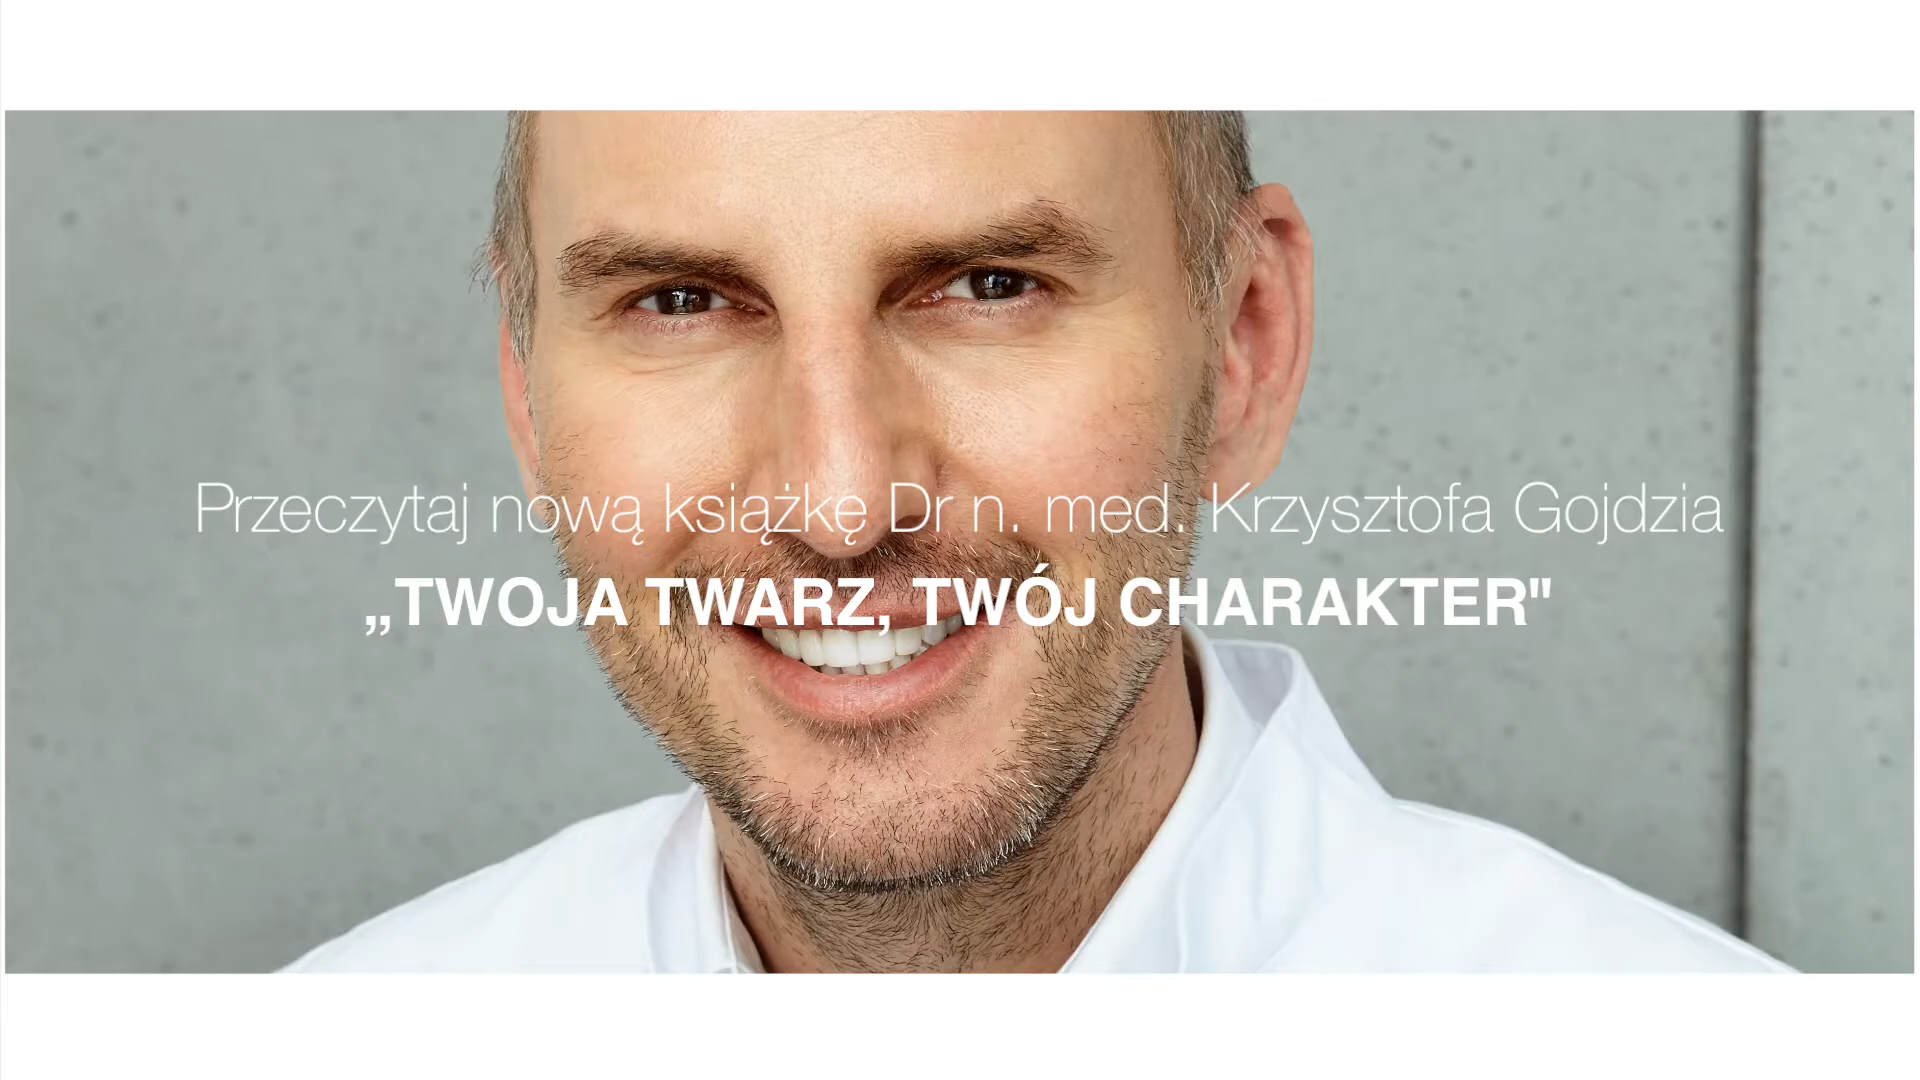 Przeczytaj nową książkę Dr n. med. Krzysztofa Gojdzia
„TWOJA TWARZ, TWÓJ CHARAKTER"